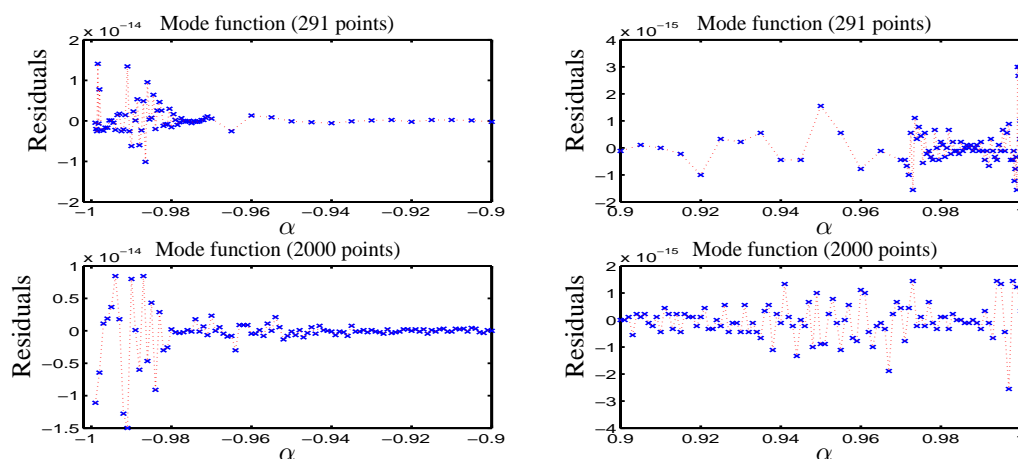 x 10^-14
Mode function (291 points)
2
1
0
−1
−2
Residuals
−1 −0.98 −0.96 −0.94 −0.92 −0.9
α
x 10^-15
Mode function (291 points)
4
3
2
1
0
−1
−2
Residuals
0.9 0.92 0.94 0.96 0.98 1
α
x 10^-14
Mode function (2000 points)
1
0.5
0
−0.5
−1
−1.5
Residuals
−1 −0.98 −0.96 −0.94 −0.92 −0.9
α
x 10^-15
Mode function (2000 points)
2
1
0
−1
−2
−3
−4
Residuals
0.9 0.92 0.94 0.96 0.98 1
α